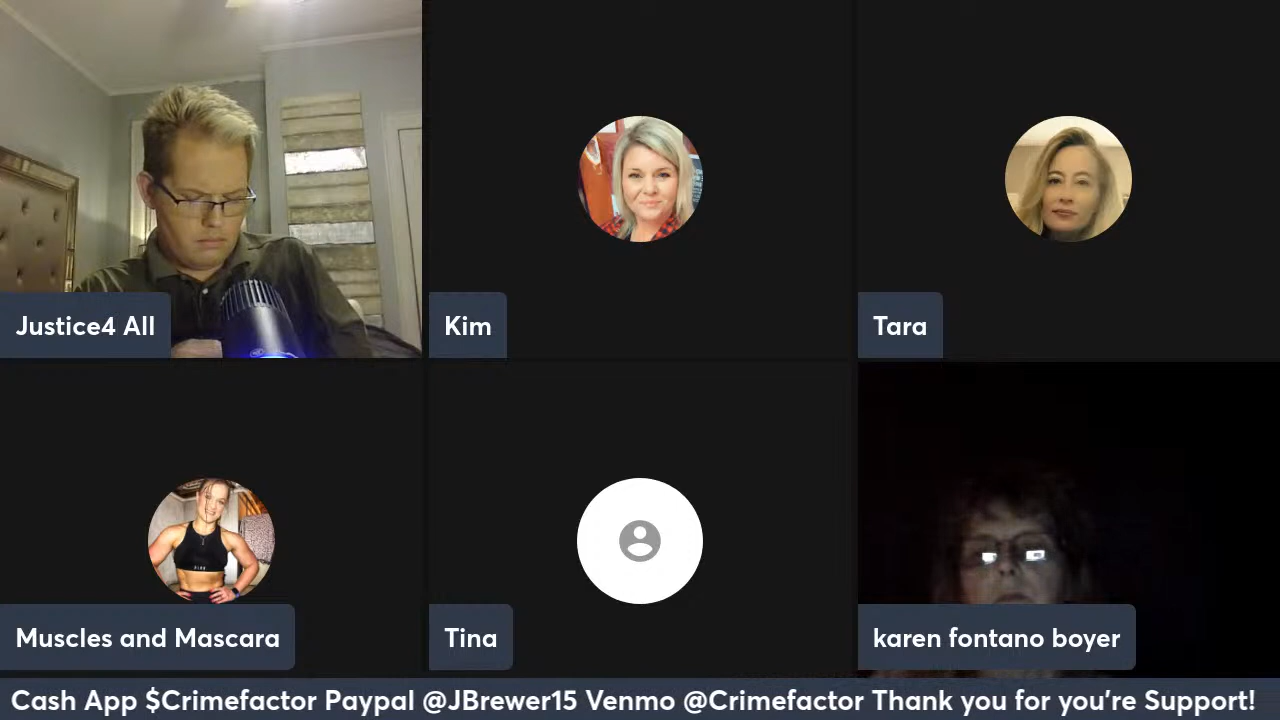 Justice4 All
Kim
Tara
Muscles and Mascara
Tina
karen fontano boyer
Cash App $Crimefactor Paypal @JBrewer15 Venmo @Crimefactor Thank you for you're Support!